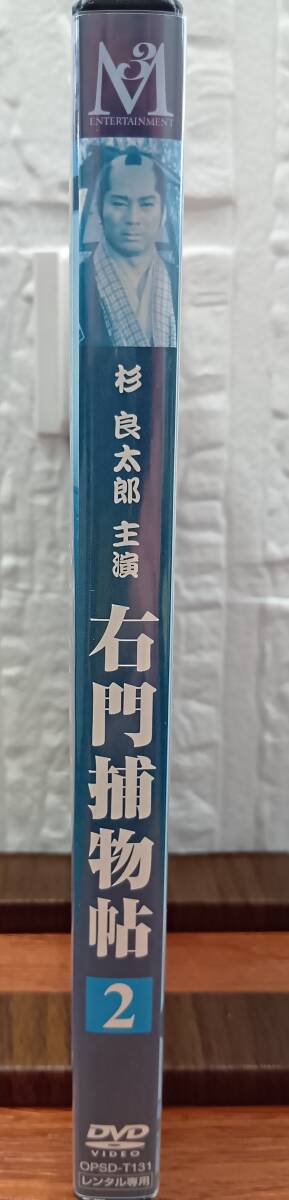 M3
ENTERTAINMENT
杉良太郎 主演
右門捕物帖
2
DVD
VIDEO
OPSD-T131
レンタル専用